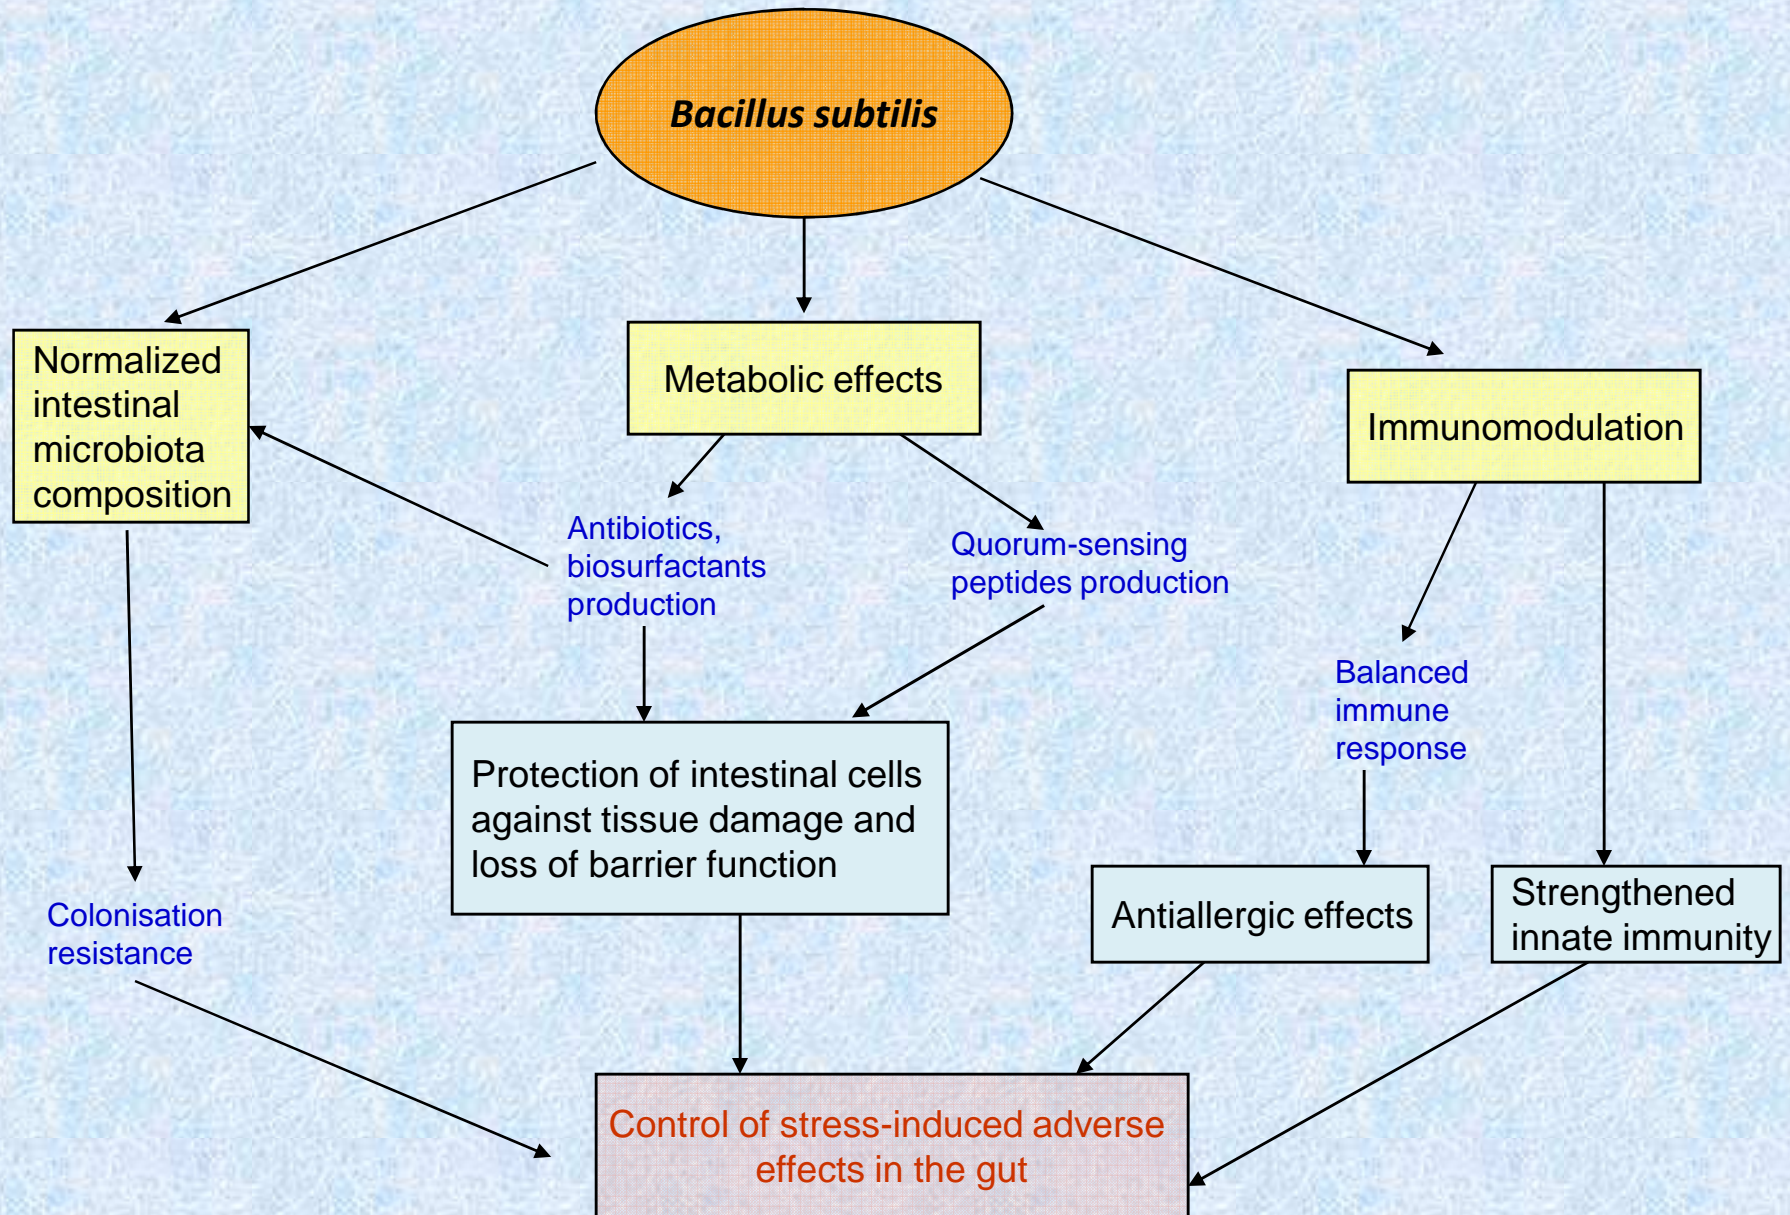 Bacillus subtilis
Normalized
intestinal
microbiota
composition
Metabolic effects
Immunomodulation
Antibiotics,
biosurfactants
production
Quorum-sensing
peptides production
Balanced
immune
response
Protection of intestinal cells
against tissue damage and
loss of barrier function
Colonisation
resistance
Antiallergic effects
Strengthened
innate immunity
Control of stress-induced adverse
effects in the gut